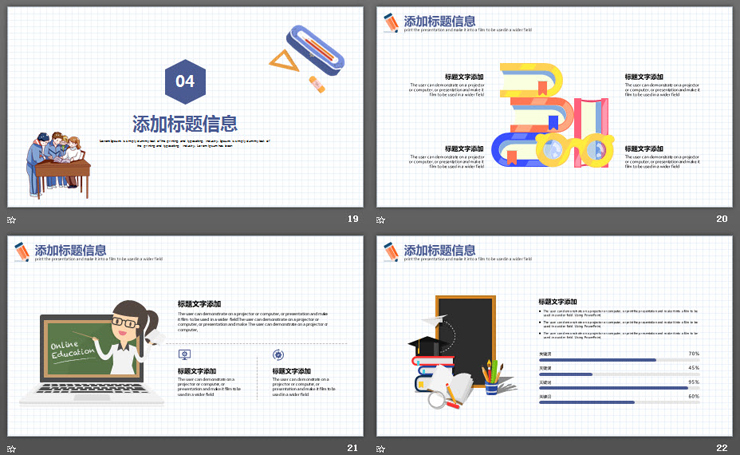 04
添加标题信息
19
添加标题信息
print the presentation and make it into a film to be used in a wider field
标题文字添加
The user can demonstrate on a projector
or computer, or presentation and make it
film to be used in a wider field
标题文字添加
The user can demonstrate on a projector
or computer, or presentation and make it
film to be used in a wider field
标题文字添加
The user can demonstrate on a projector
or computer, or presentation and make it
film to be used in a wider field
标题文字添加
The user can demonstrate on a projector
or computer, or presentation and make it
film to be used in a wider field
20
添加标题信息
print the presentation and make it into a film to be used in a wider field
Online
Education
标题文字添加
The user can demonstrate on a projector or computer, or presentation and make
it film to be used in a wider field The user can demonstrate on a projector or
computer, or presentation and make The user can demonstrate on a projector or
computer,
标题文字添加
The user can demonstrate on a
projector or computer, or
presentation and make it film to be
used in a wider field
标题文字添加
The user can demonstrate on a
projector or computer, or
presentation and make it film to be
used in a wider field
21
添加标题信息
print the presentation and make it into a film to be used in a wider field
标题文字添加
关键词
70%
关键词
45%
关键词
95%
关键词
60%
22